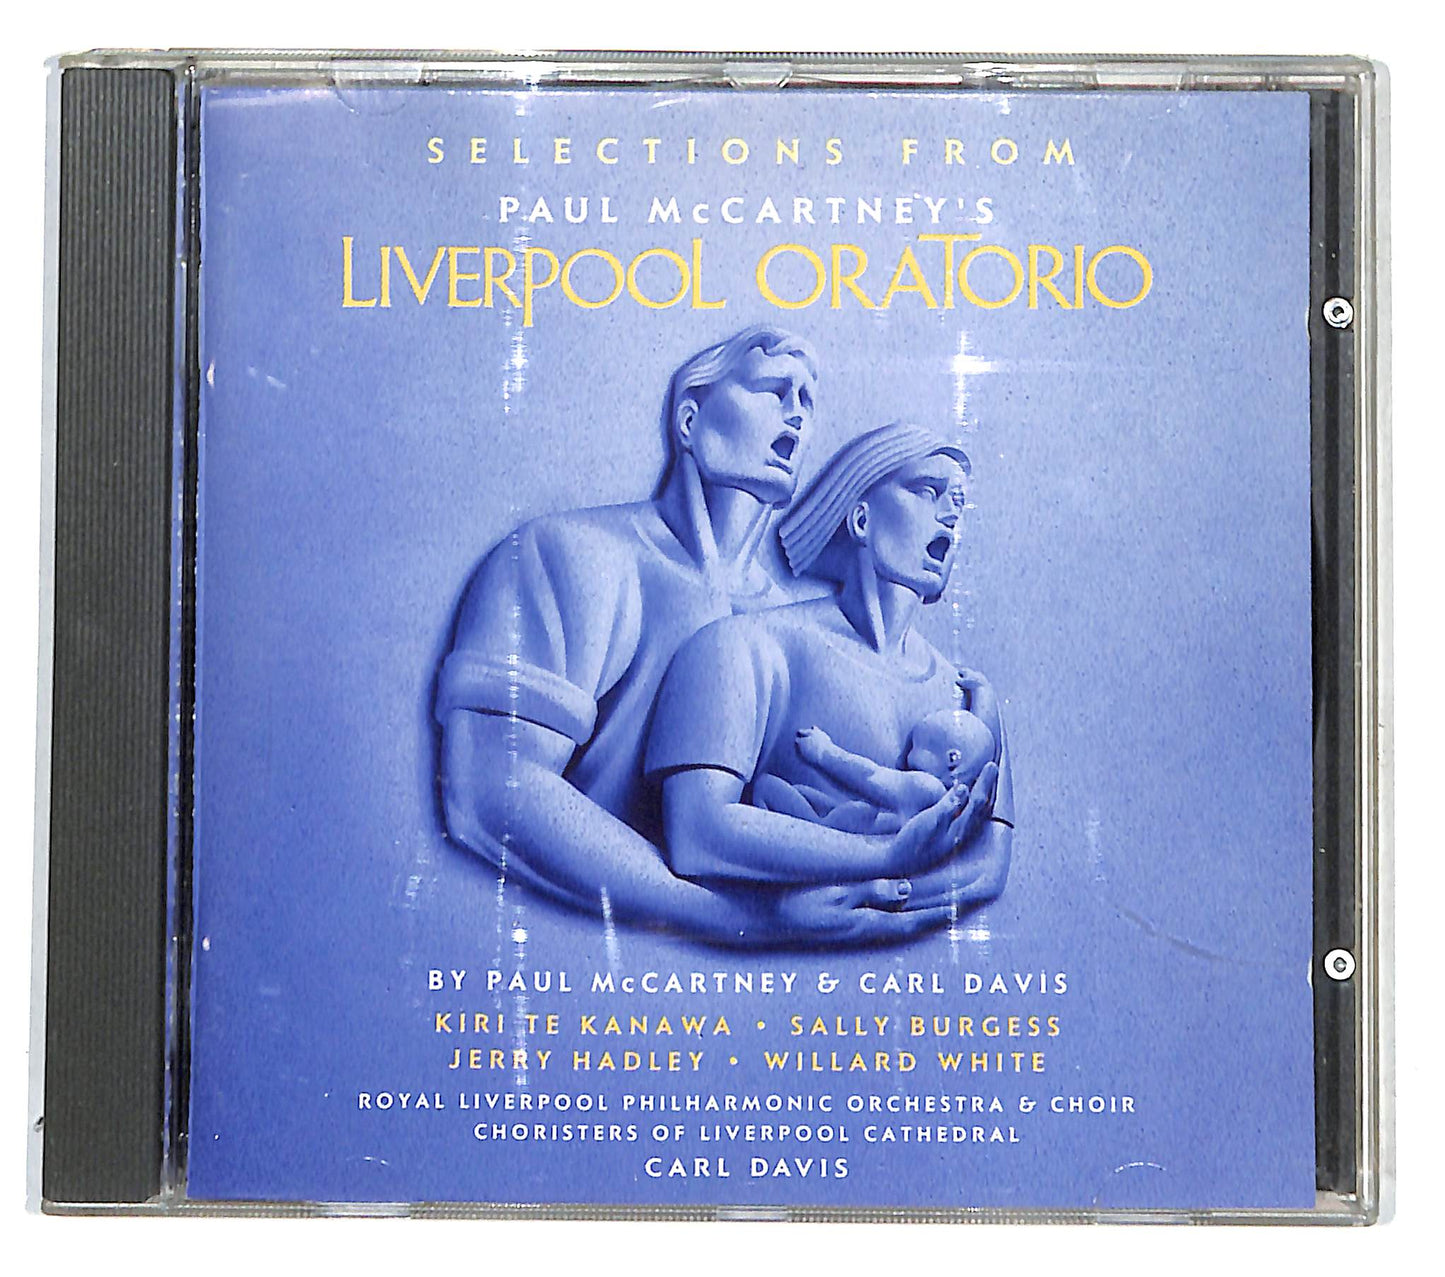 SELECTIONS FROM
PAUL McCARTNEY'S
LIVERPOOL ORATORIO
BY PAUL McCARTNEY & CARL DAVIS
KIRI TE KANAWA • SALLY BURGESS
JERRY HADLEY • WILLARD WHITE
ROYAL LIVERPOOL PHILHARMONIC ORCHESTRA & CHOIR
CHORISTERS OF LIVERPOOL CATHEDRAL
CARL DAVIS